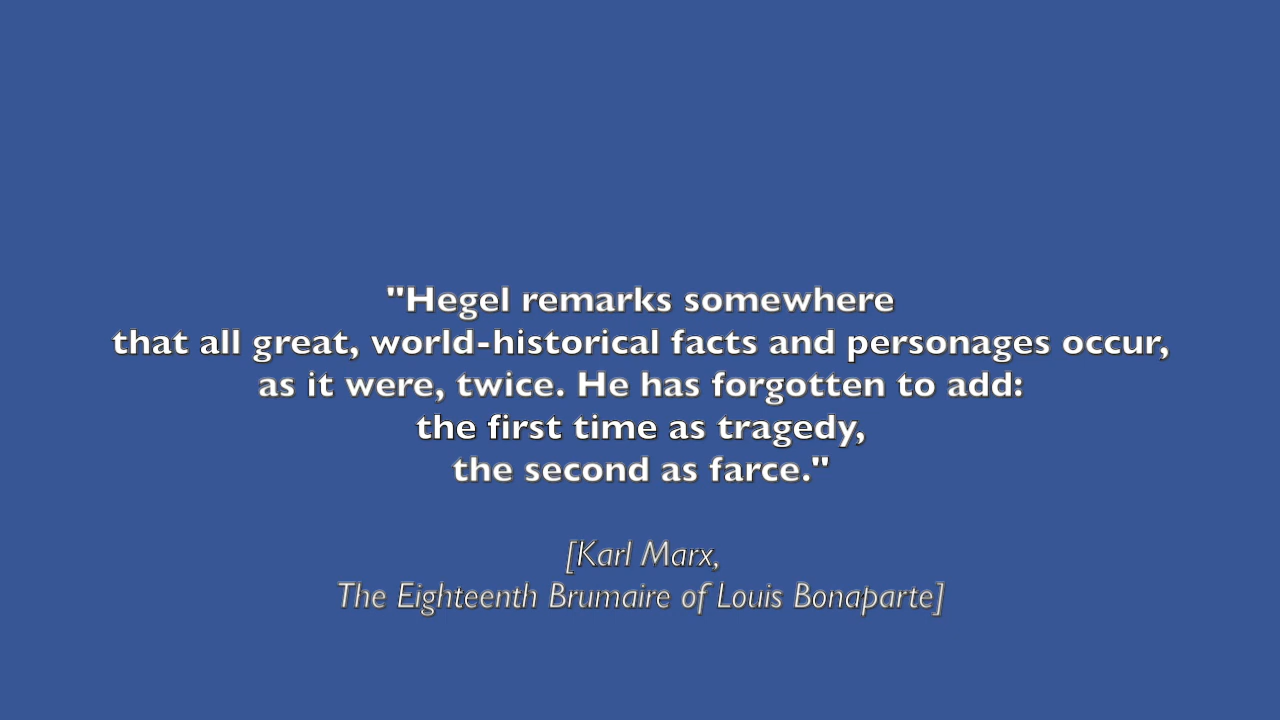 "Hegel remarks somewhere
that all great, world-historical facts and personages occur,
as it were, twice. He has forgotten to add:
the first time as tragedy,
the second as farce."
[Karl Marx,
The Eighteenth Brumaire of Louis Bonaparte]